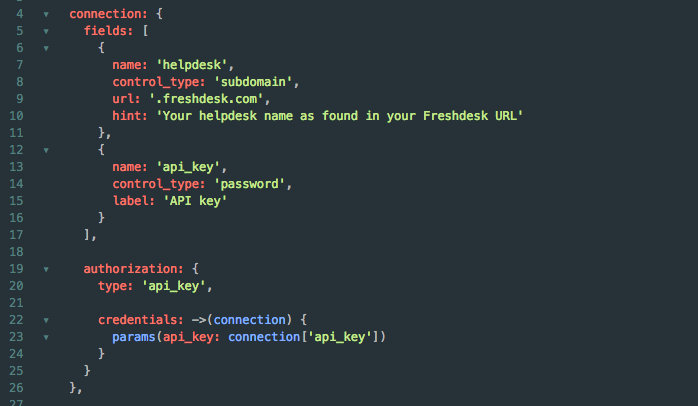 4 ▾ connection: {
5 ▾ fields: [
6 ▾ {
7 name: 'helpdesk',
8 control_type: 'subdomain',
9 url: '.freshdesk.com',
10 hint: 'Your helpdesk name as found in your Freshdesk URL'
11 },
12 ▾ {
13 name: 'api_key',
14 control_type: 'password',
15 label: 'API key'
16 }
17 ],
18
19 ▾ authorization: {
20 type: 'api_key',
21
22 ▾ credentials: ->(connection) {
23 ▾ params(api_key: connection['api_key'])
24 }
25 }
26 },
27